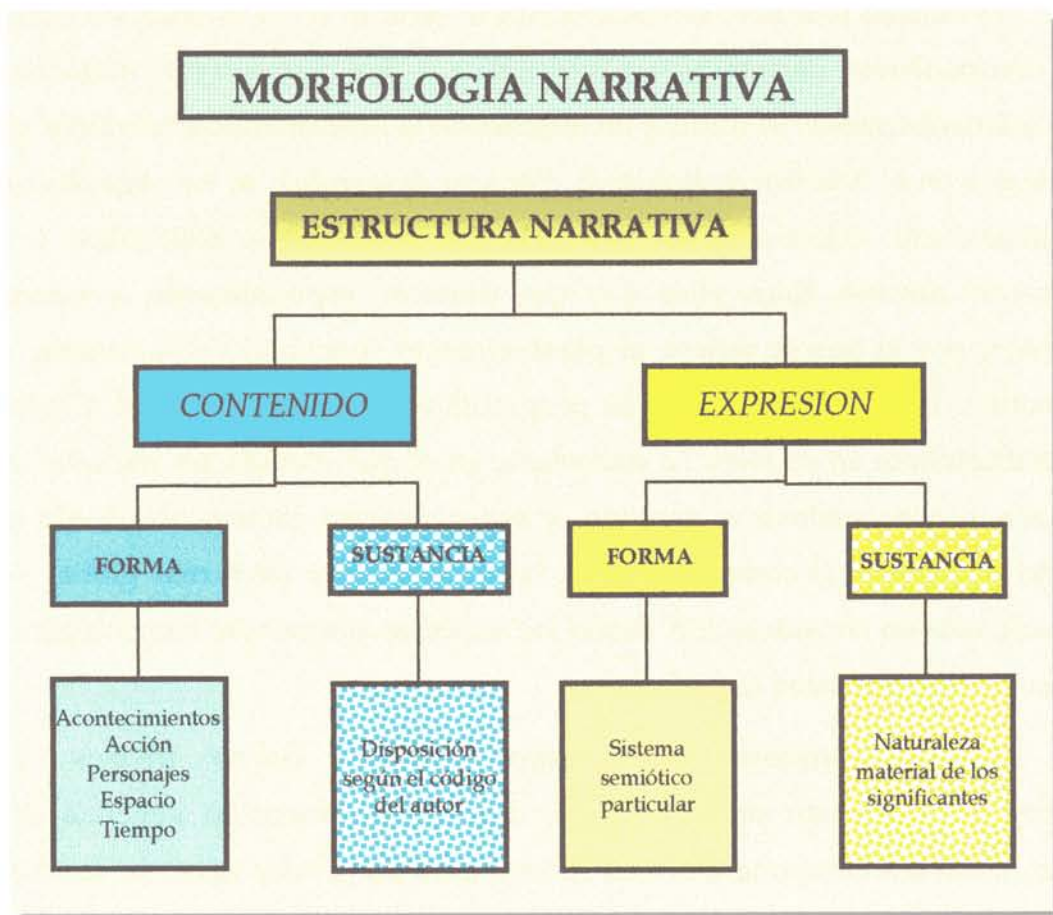 MORFOLOGIA NARRATIVA
ESTRUCTURA NARRATIVA
CONTENIDO
EXPRESION
FORMA
SUSTANCIA
FORMA
SUSTANCIA
Acontecimientos
Acción
Personajes
Espacio
Tiempo
Disposición
según el código
del autor
Sistema
semiótico
particular
Naturaleza
material de los
significantes